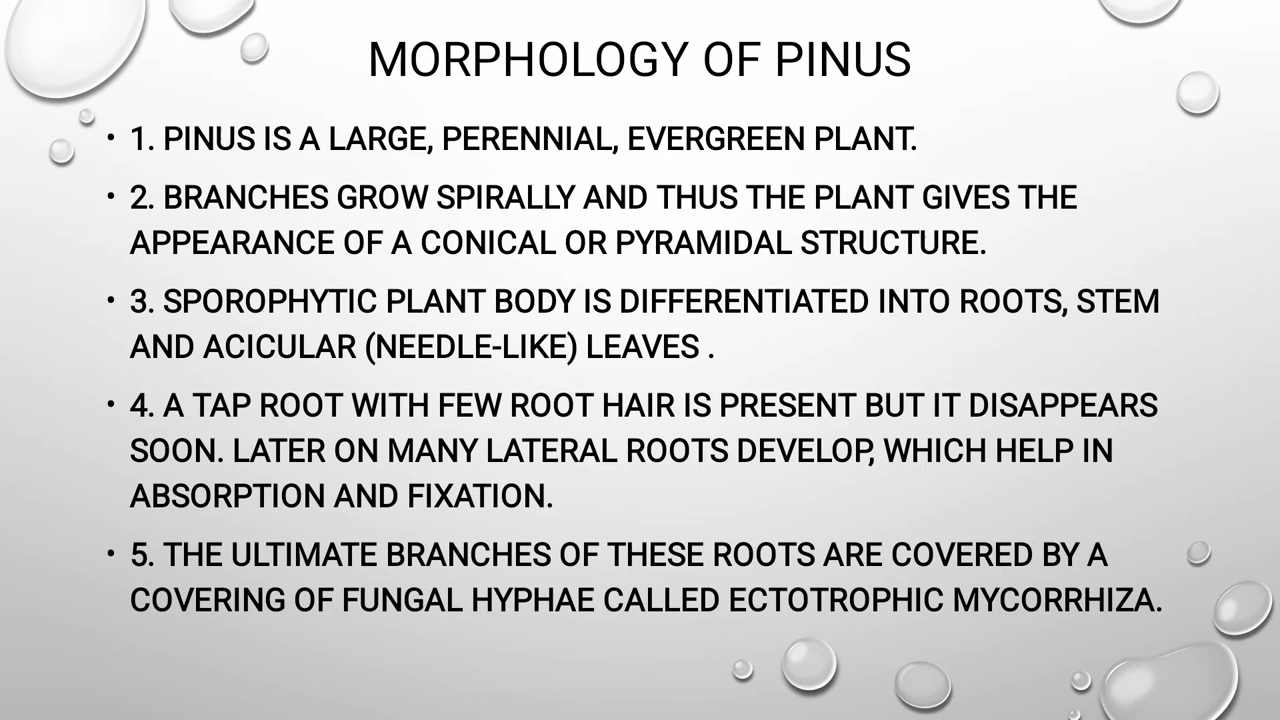 MORPHOLOGY OF PINUS
• 1. PINUS IS A LARGE, PERENNIAL, EVERGREEN PLANT.
• 2. BRANCHES GROW SPIRALLY AND THUS THE PLANT GIVES THE
APPEARANCE OF A CONICAL OR PYRAMIDAL STRUCTURE.
• 3. SPOROPHYTIC PLANT BODY IS DIFFERENTIATED INTO ROOTS, STEM
AND ACICULAR (NEEDLE-LIKE) LEAVES .
• 4. A TAP ROOT WITH FEW ROOT HAIR IS PRESENT BUT IT DISAPPEARS
SOON. LATER ON MANY LATERAL ROOTS DEVELOP, WHICH HELP IN
ABSORPTION AND FIXATION.
• 5. THE ULTIMATE BRANCHES OF THESE ROOTS ARE COVERED BY A
COVERING OF FUNGAL HYPHAE CALLED ECTOTROPHIC MYCORRHIZA.